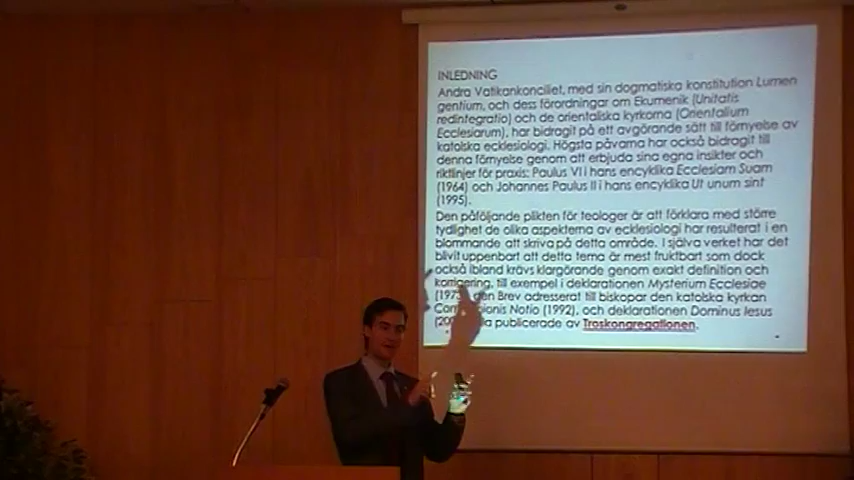 INLEDNING
Andra Vatikankonciliet, med sin dogmatiska konstitution Lumen
gentium, och dess förordningar om Ekumenik (Unitatis
redintegratio) och de orientaliska kyrkorna (Orientalium
Ecclesiarum), har bidragit på ett avgörande sätt till förnyelse av
katolska ecklesiologi. Högsta påvarna har också bidragit till
denna förnyelse genom att erbjuda sina egna insikter och
riktlinjer för praxis: Paulus VI i hans encyklika Ecclesiam Suam
(1964) och Johannes Paulus II i hans encyklika Ut unum sint
(1995).
Den påföljande plikten för teologer är att förklara med större
tydlighet de olika aspekterna av ecklesiologi har resulterat i en
blommande att skriva på detta område. I själva verket har det
blivit uppenbart att detta tema är mest fruktbart som dock
också ibland krävs klargörande genom exakt definition och
korrigering, till exempel i deklarationen Mysterium Ecclesiae
(1973 den Brev adresserat till biskopar den katolska kyrkan
Notio (1992), och deklarationen Dominus Iesus
publicerade av Troskongregationen.